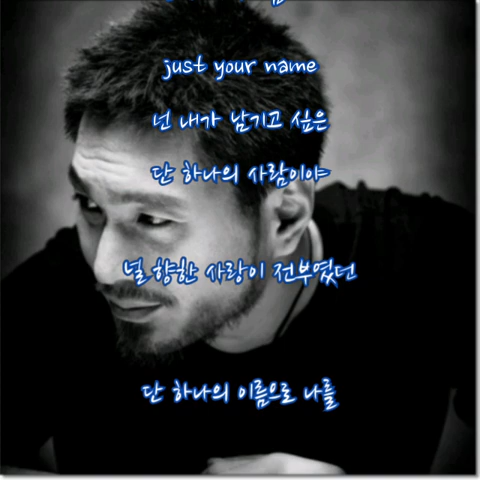 just your name
넌 내가 남기고 싶은
단 하나의 사람이야
널 향한 사랑이 전부였던
단 하나의 이름으로 나를